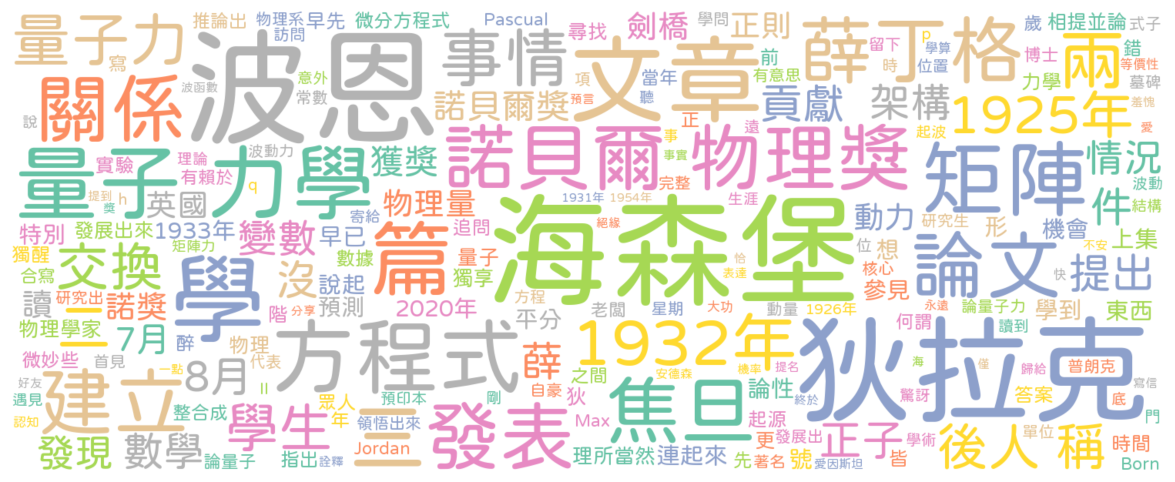 量子力 推論出 物理系 早先 微分方程式 Pascual 尋找 劍橋 學問 正則 薛丁格 留下 p 歲 相提並論 式子
寫 訪問 波恩 事情 文章 前 學算 兩 錯 等價性
波函數 意外 項 當年 有意思 時 位置 博士 墓碑
關係 常數 諾貝爾獎 預言 聽 貢獻 架構 力學 羞愧
說 正 1925年 愛
量子力學 實驗 理論 波動力 獲獎 諾貝爾物理獎 事 遠 起波 矩陣 情況
有賴於 q 事實 波動
提到 h 英國 物理量 完整 生涯 件 結構
獎 1931年 1954年 動力 研究生
特別 發展出來 1933年 變數 早已 寄給 追問 絕緣 海森堡 位 想 形 機會 上集
獨醒 交換 矩陣力 數據 篇 量子 恰 核心 論文 不安
合寫 學 沒 說起 獨享 表達 參見 快 提出
讀 研究出 諾獎 預測
二 階 分享 2020年 方程 老闆 星期 大功 動量 1926年 永遠 論量子力 學到 東西
物理學家 7月 醉 物理 方程式 平分 1932年 何謂 讀到 狄拉克
微妙些 首見 代表 薛 之間 安德森 機率 提名 海 僅 歸給 普朗克
好友 一點 8月 II 自豪 狄 焦旦 論性 終於 驚訝 答案 寫信
遇見 建立 整合成 眾人 預印本 剛 底
認知 學生 年 三 發表 Max 起源 正子 學術 單位 門
領悟出來 更 發展出 後人 稱 時間
發現 數學 論量子 指出 詮釋 Jordan 理所當然 連起來 先 著名 號 愛因斯坦 皆 Born